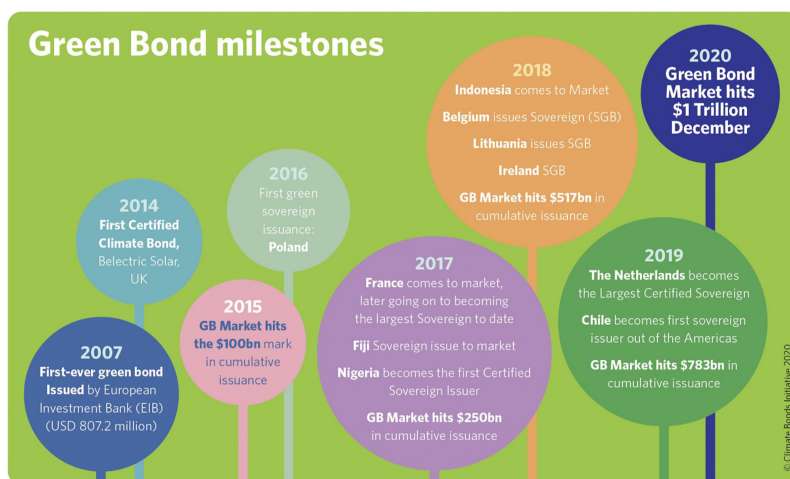 Green Bond milestones
2007
First-ever green bond
Issued by European
Investment Bank (EIB)
(USD 807.2 million)
2014
First Certified
Climate Bond,
Belectric Solar,
UK
2015
GB Market hits
the $100bn mark
in cumulative
issuance
2016
First green
sovereign
issuance:
Poland
2017
France comes to market,
later going on to becoming
the largest Sovereign to date
Fiji Sovereign issue to market
Nigeria becomes the first Certified
Sovereign Issuer
GB Market hits $250bn
in cumulative issuance
2018
Indonesia comes to Market
Belgium issues Sovereign (SGB)
Lithuania issues SGB
Ireland SGB
GB Market hits $517bn in
cumulative issuance
2019
The Netherlands becomes
the Largest Certified Sovereign
Chile becomes first sovereign
issuer out of the Americas
GB Market hits $783bn in
cumulative issuance
2020
Green Bond
Market hits
$1 Trillion
December
© Climate Bonds Initiative 2020